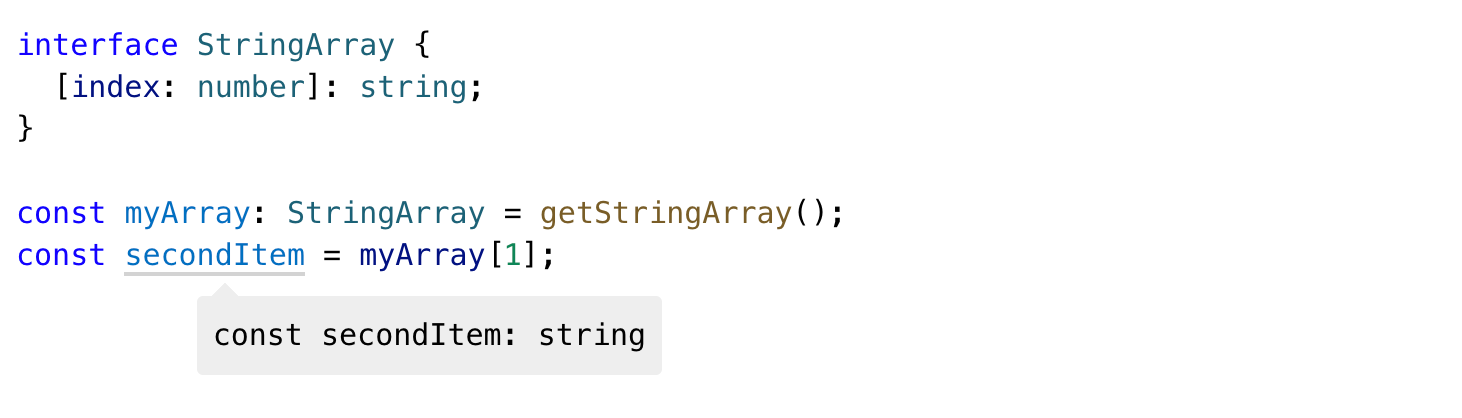 interface StringArray {
  [index: number]: string;
}
const myArray: StringArray = getStringArray();
const secondItem = myArray[1];
const secondItem: string